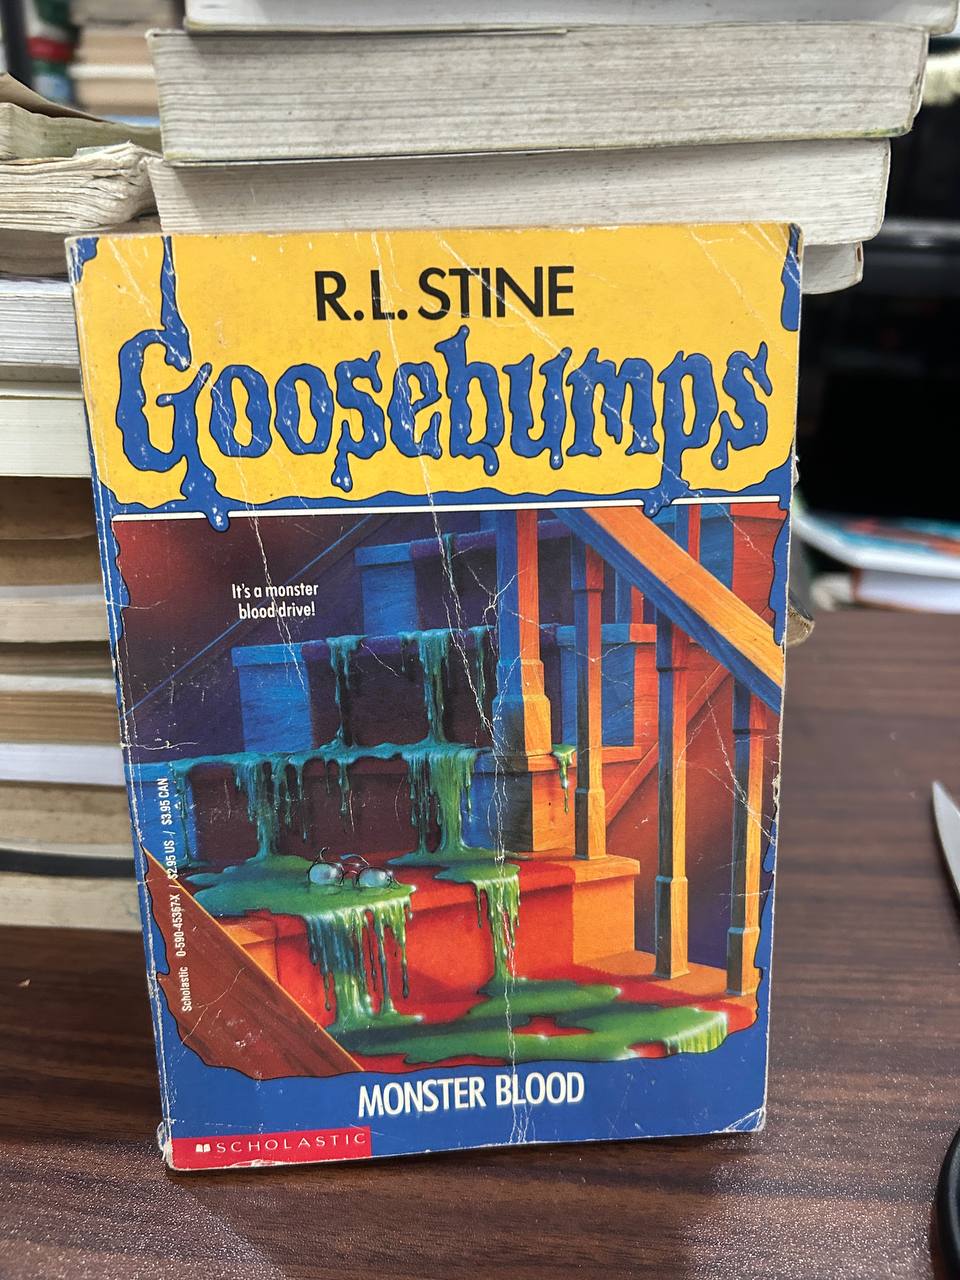 R.L. STINE
Goosebumps
It's a monster
blood drive!
Scholastic 0-590-45367-X / $2.95 US / $3.95 CAN
MONSTER BLOOD
SCHOLASTIC